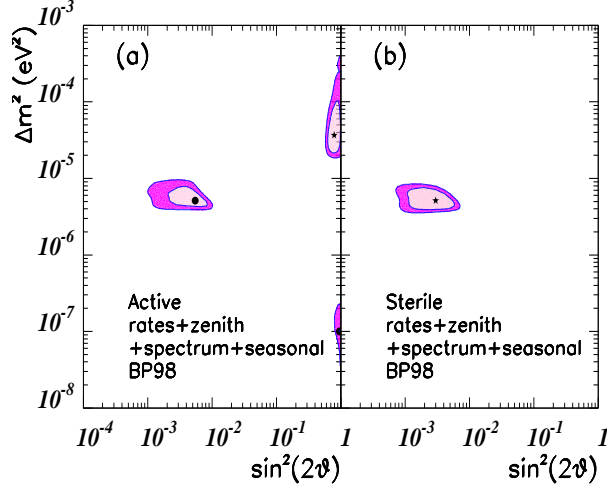 (a)
(b)
Δm² (eV²)
10⁻³
10⁻⁴
10⁻⁵
10⁻⁶
10⁻⁷
10⁻⁸
Active
rates+zenith
+spectrum+seasonal
BP98
Sterile
rates+zenith
+spectrum+seasonal
BP98
10⁻⁴ 10⁻³ 10⁻² 10⁻¹ 1 10⁻³ 10⁻² 10⁻¹ 1
sin²(2ϑ) sin²(2ϑ)